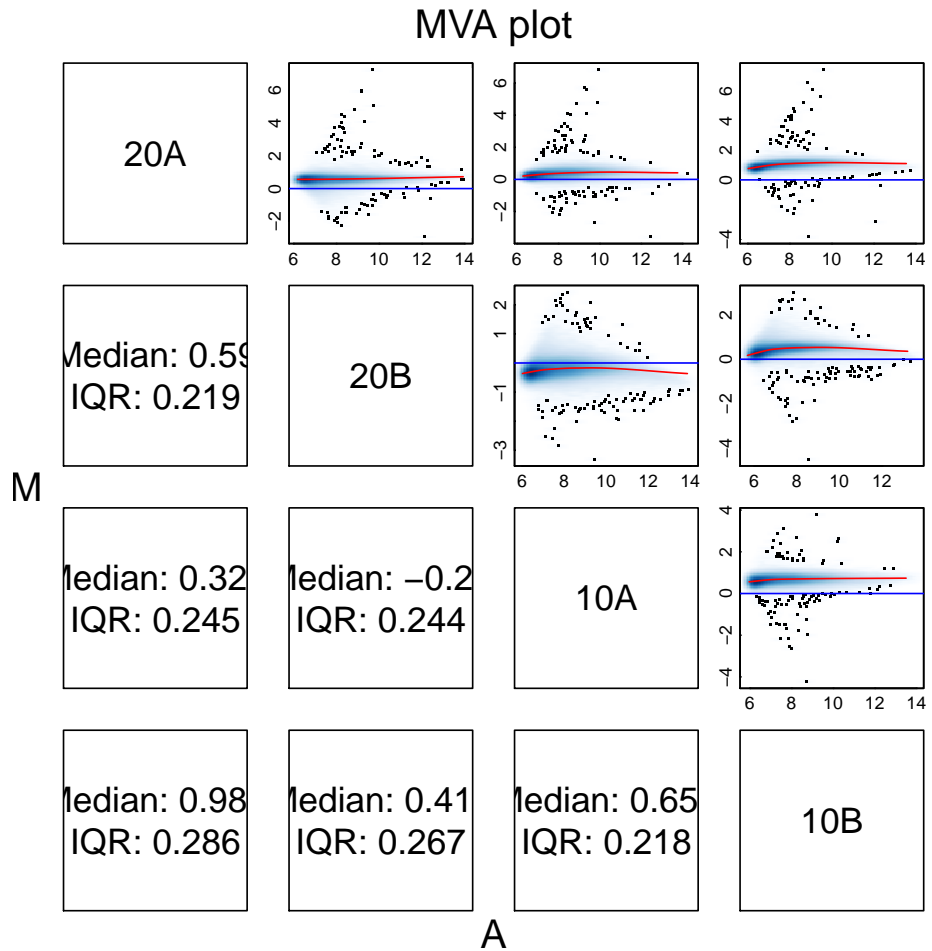 MVA plot
20A
−2 0 2 4 6
6 8 10 12 14
−2 0 2 4 6
6 8 10 12 14
−4 0 1 2 4 6
6 8 10 12 14
Median: 0.59
IQR: 0.219
20B
−3 −1 1 2
6 8 10 12 14
−4 −2 0 2
6 8 10 12
M
Median: 0.32
IQR: 0.245
Median: −0.2
IQR: 0.244
10A
−4 −2 0 2 4
6 8 10 12 14
Median: 0.98
IQR: 0.286
Median: 0.41
IQR: 0.267
Median: 0.65
IQR: 0.218
10B
A